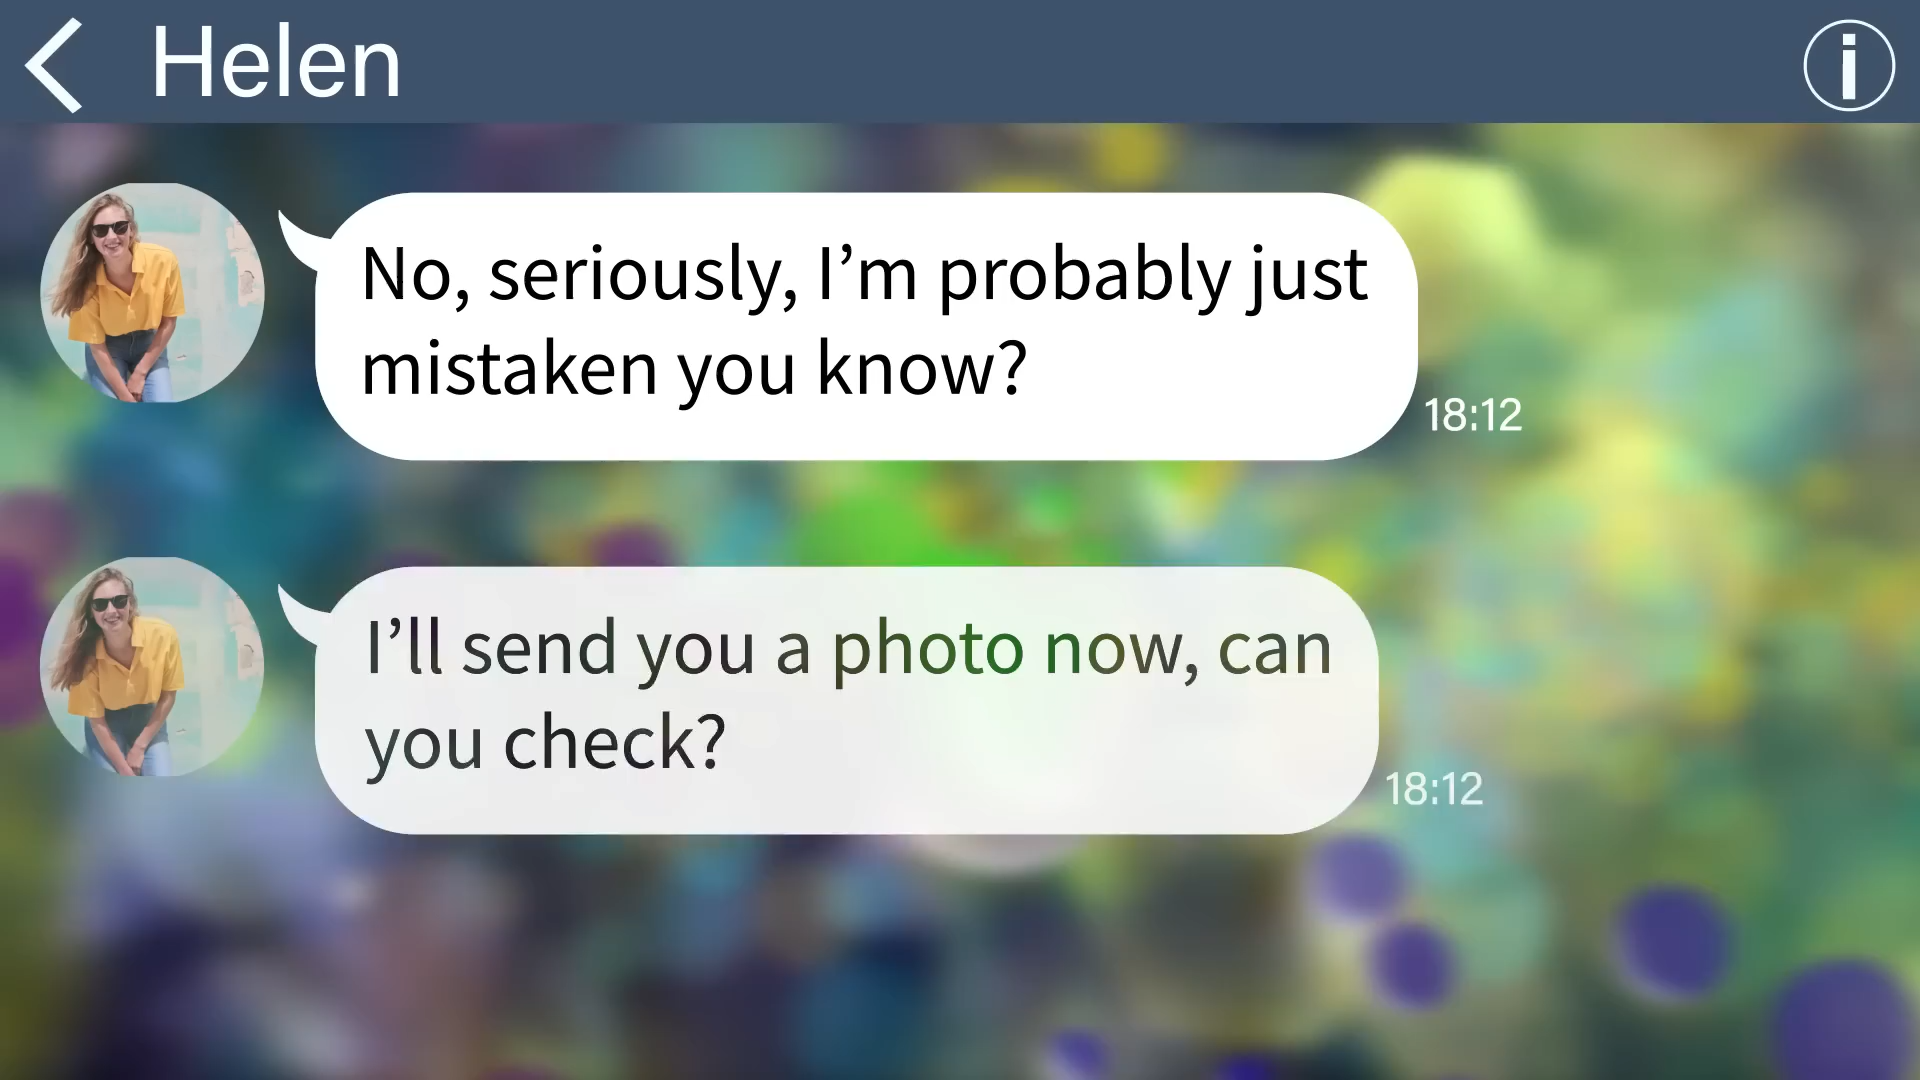 Helen
No, seriously, I’m probably just
mistaken you know?
18:12
I’ll send you a photo now, can
you check?
18:12